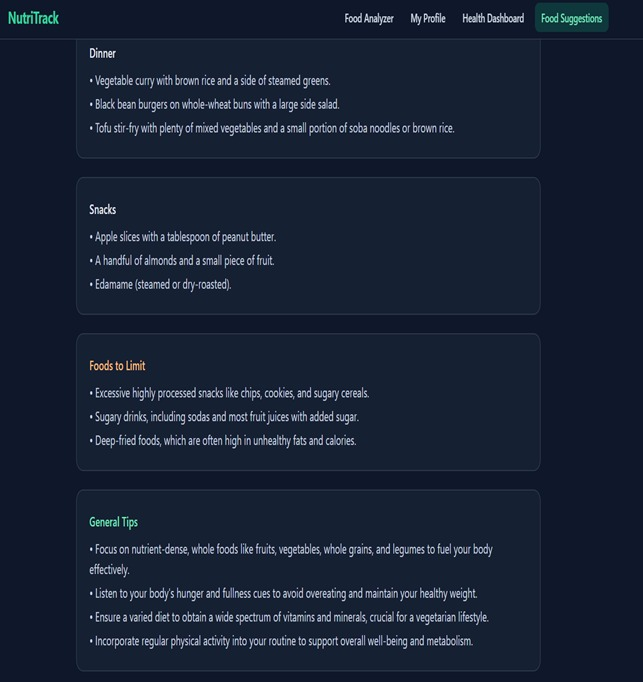 NutriTrack
Food Analyzer My Profile Health Dashboard Food Suggestions
Dinner
• Vegetable curry with brown rice and a side of steamed greens.
• Black bean burgers on whole-wheat buns with a large side salad.
• Tofu stir-fry with plenty of mixed vegetables and a small portion of soba noodles or brown rice.
Snacks
• Apple slices with a tablespoon of peanut butter.
• A handful of almonds and a small piece of fruit.
• Edamame (steamed or dry-roasted).
Foods to Limit
• Excessive highly processed snacks like chips, cookies, and sugary cereals.
• Sugary drinks, including sodas and most fruit juices with added sugar.
• Deep-fried foods, which are often high in unhealthy fats and calories.
General Tips
• Focus on nutrient-dense, whole foods like fruits, vegetables, whole grains, and legumes to fuel your body
effectively.
• Listen to your body's hunger and fullness cues to avoid overeating and maintain your healthy weight.
• Ensure a varied diet to obtain a wide spectrum of vitamins and minerals, crucial for a vegetarian lifestyle.
• Incorporate regular physical activity into your routine to support overall well-being and metabolism.